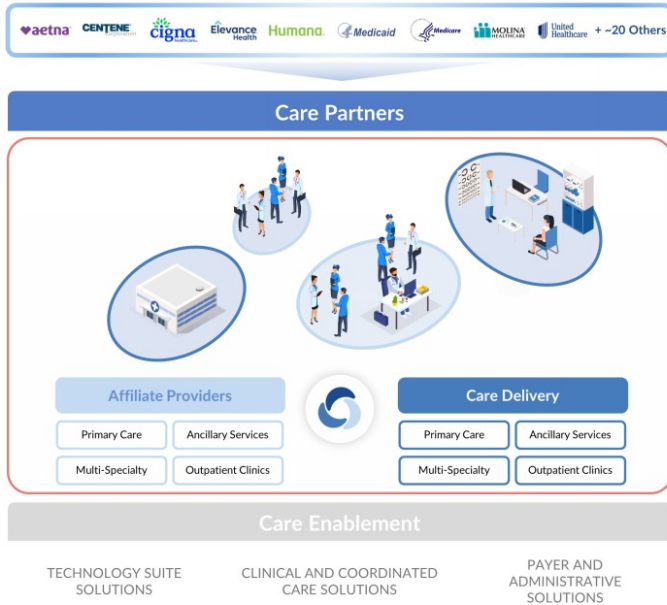 aetna CENTENE Corporation cigna healthcare Elevance Health Humana Medicaid Medicare MOLINA HEALTHCARE United Healthcare + ~20 Others
Care Partners
Affiliate Providers
Care Delivery
Primary Care Ancillary Services
Primary Care Ancillary Services
Multi-Specialty Outpatient Clinics
Multi-Specialty Outpatient Clinics
Care Enablement
TECHNOLOGY SUITE
SOLUTIONS
CLINICAL AND COORDINATED
CARE SOLUTIONS
PAYER AND
ADMINISTRATIVE
SOLUTIONS